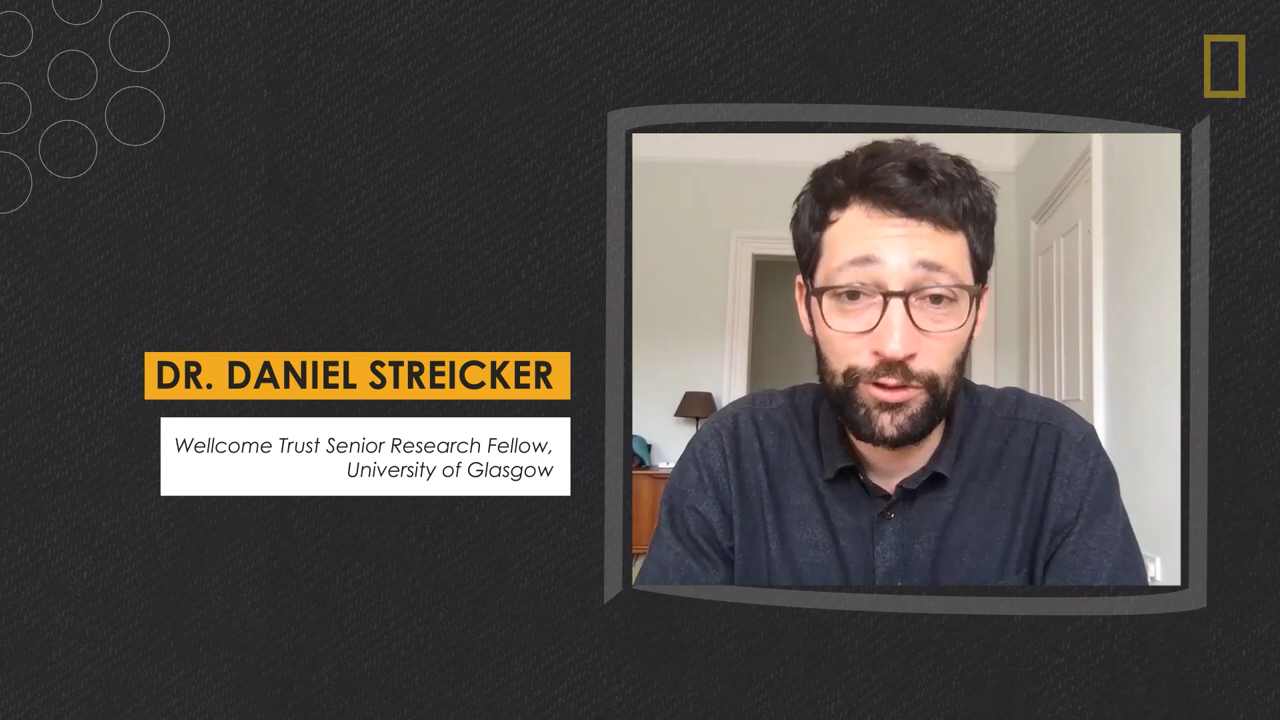 DR. DANIEL STREICKER
Wellcome Trust Senior Research Fellow,
University of Glasgow